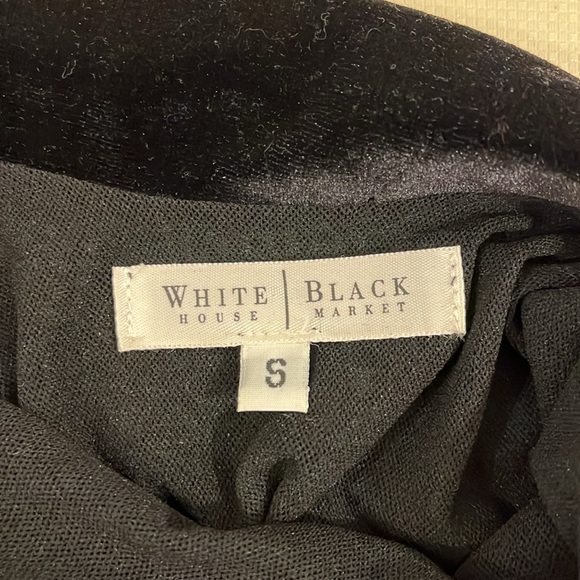 WHITE | BLACK
HOUSE MARKET
S